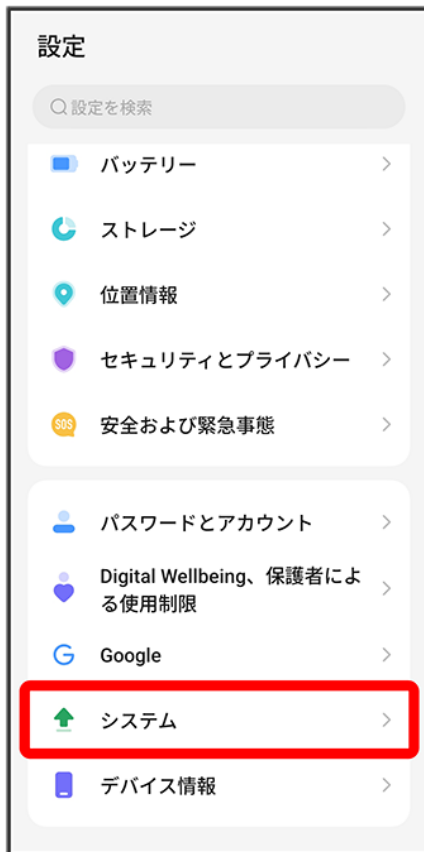 設定
設定を検索
バッテリー
ストレージ
位置情報
セキュリティとプライバシー
SOS
安全および緊急事態
パスワードとアカウント
Digital Wellbeing、保護者によ
る使用制限
Google
システム
デバイス情報